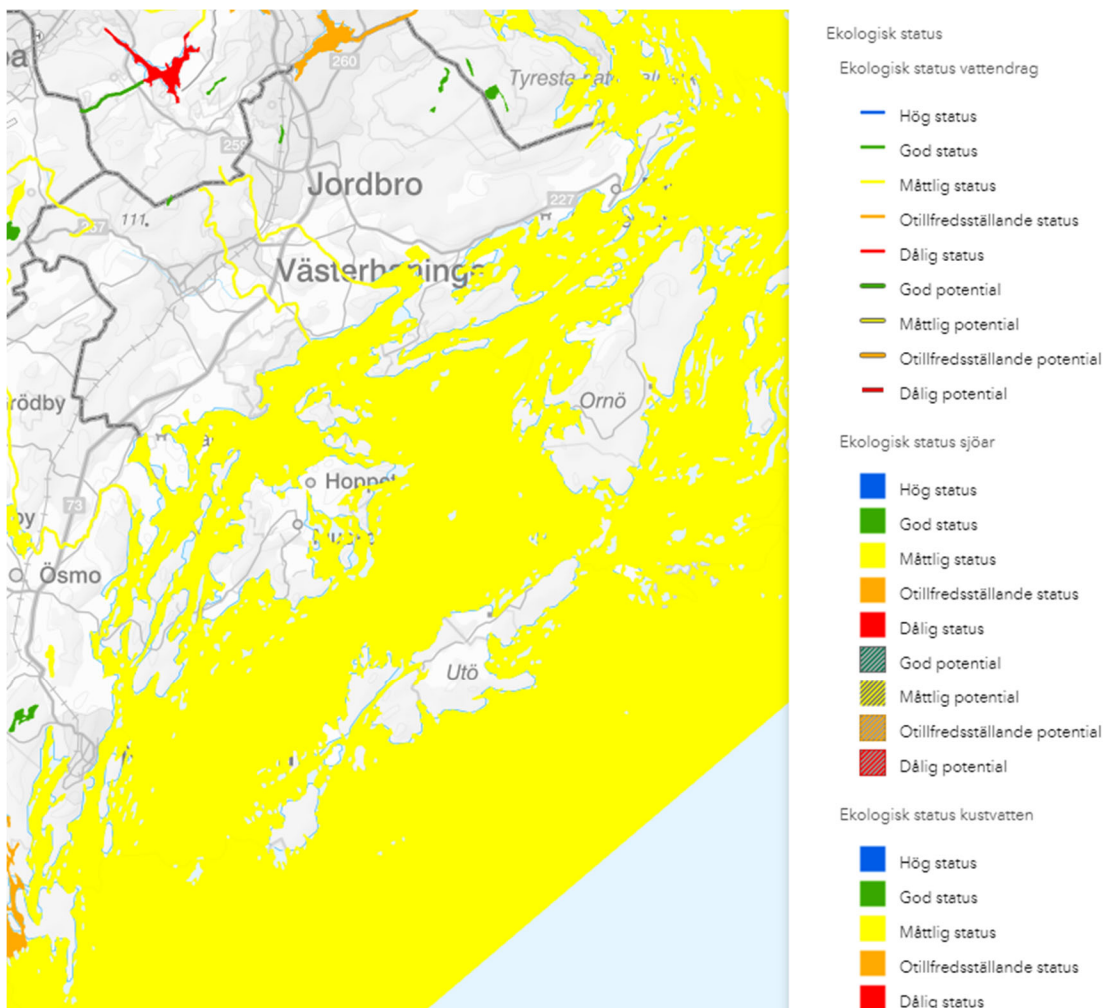 260
259
Jordbro
227
111.
Ornö
73
Ösmo
Utö
Ekologisk status
Ekologisk status vattendrag
Hög status
God status
Måttlig status
Otillfredsställande status
Dålig status
God potential
Måttlig potential
Otillfredsställande potential
Dålig potential
Ekologisk status sjöar
Hög status
God status
Måttlig status
Otillfredsställande status
Dålig status
God potential
Måttlig potential
Otillfredsställande potential
Dålig potential
Ekologisk status kustvatten
Hög status
God status
Måttlig status
Otillfredsställande status
Dålig status